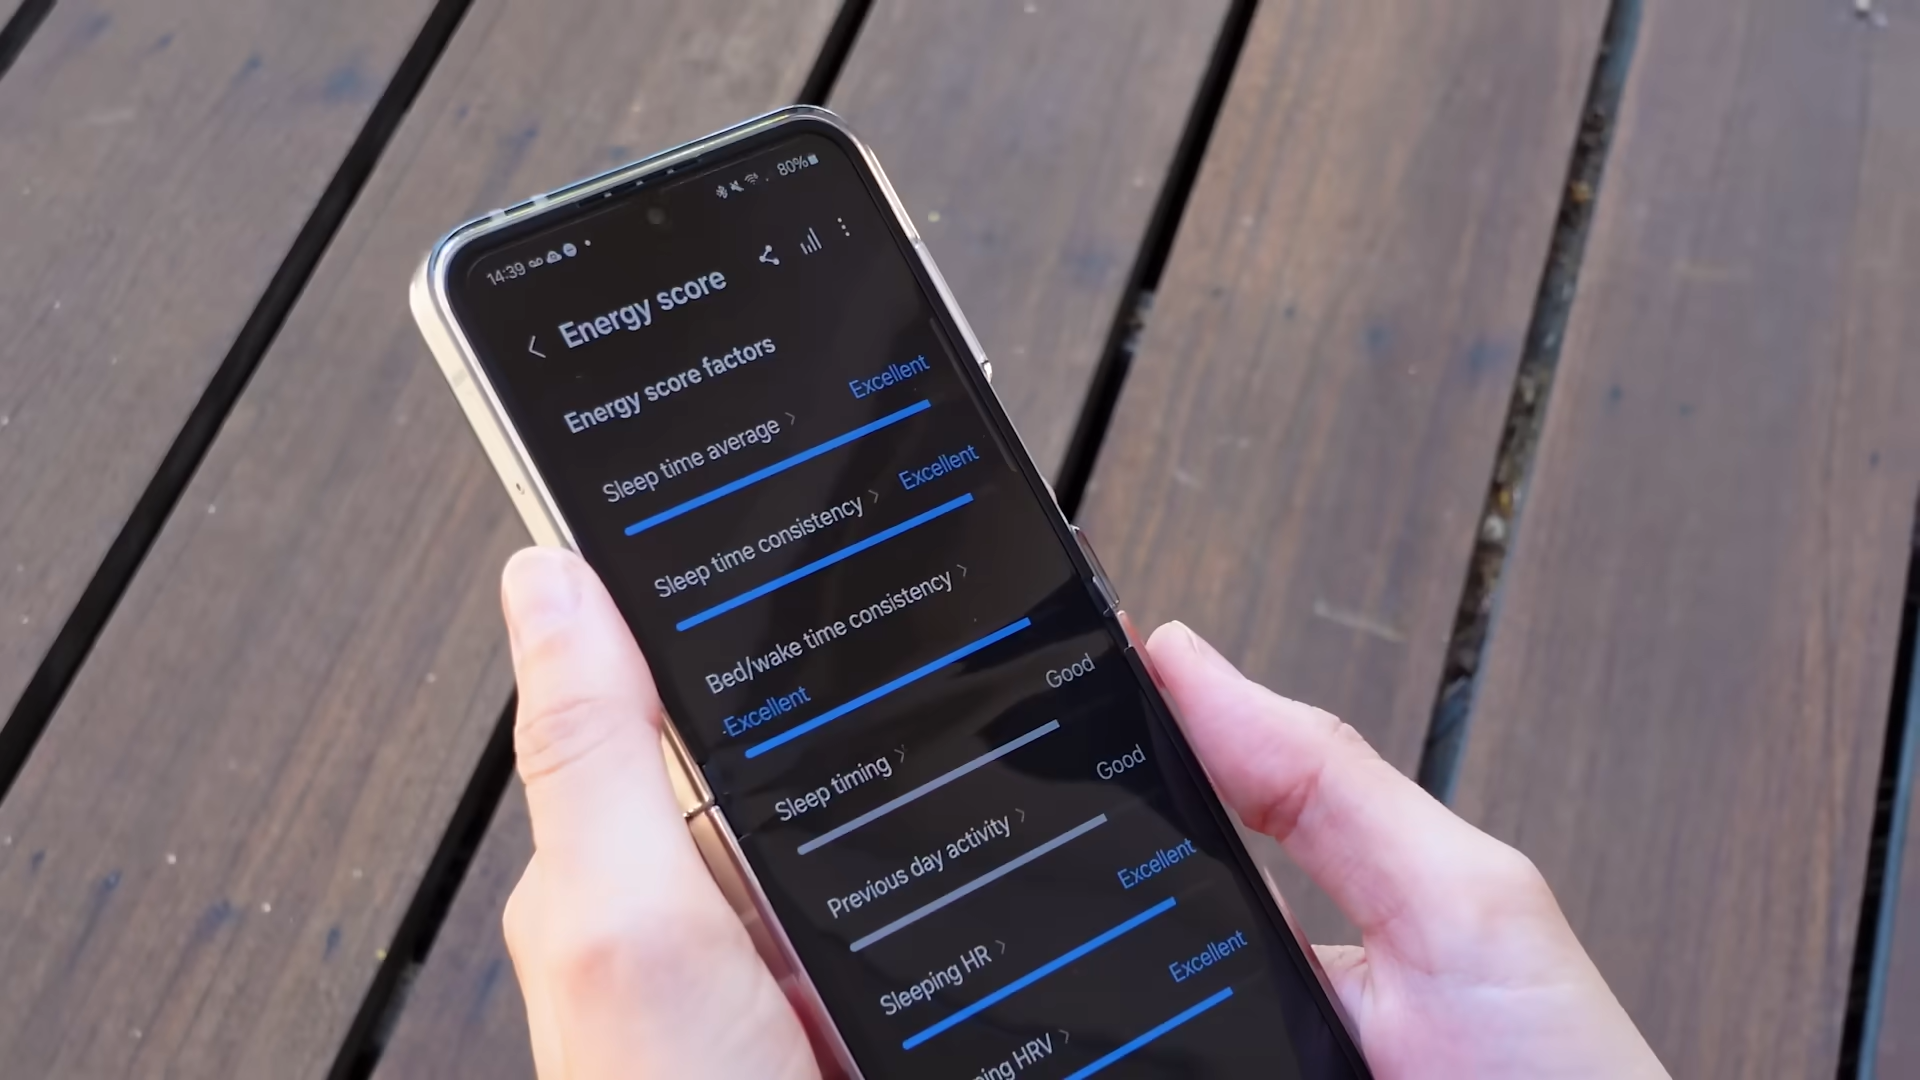 14:39 80%
Energy score
Energy score factors
Sleep time average Excellent
Sleep time consistency Excellent
Bed/wake time consistency
Excellent
Sleep timing Good
Previous day activity Good
Sleeping HR Excellent
HRV Excellent